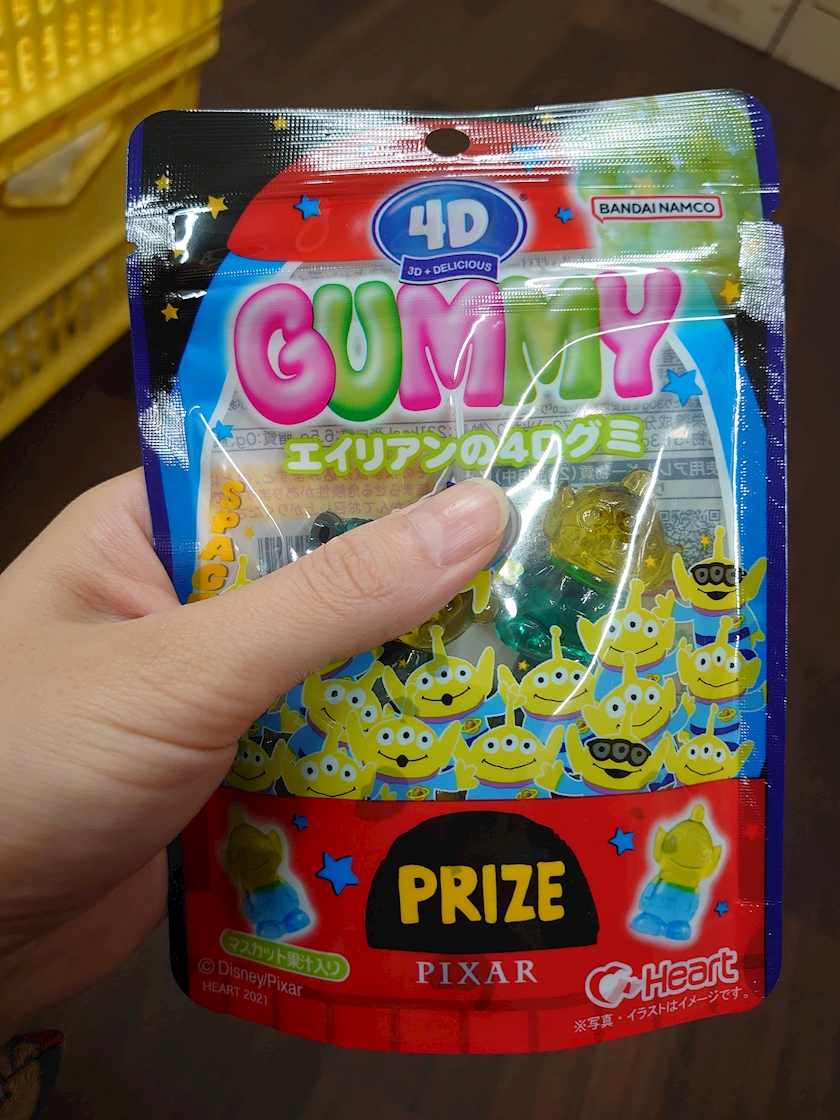 4D
®
BANDAI NAMCO
3D + DELICIOUS
GUMMY
エイリアンの4Dグミ
SPAC
PRIZE
マスカット果汁入り
© Disney/Pixar
HEART 2021
PIXAR
Heart
※写真・イラストはイメージです。